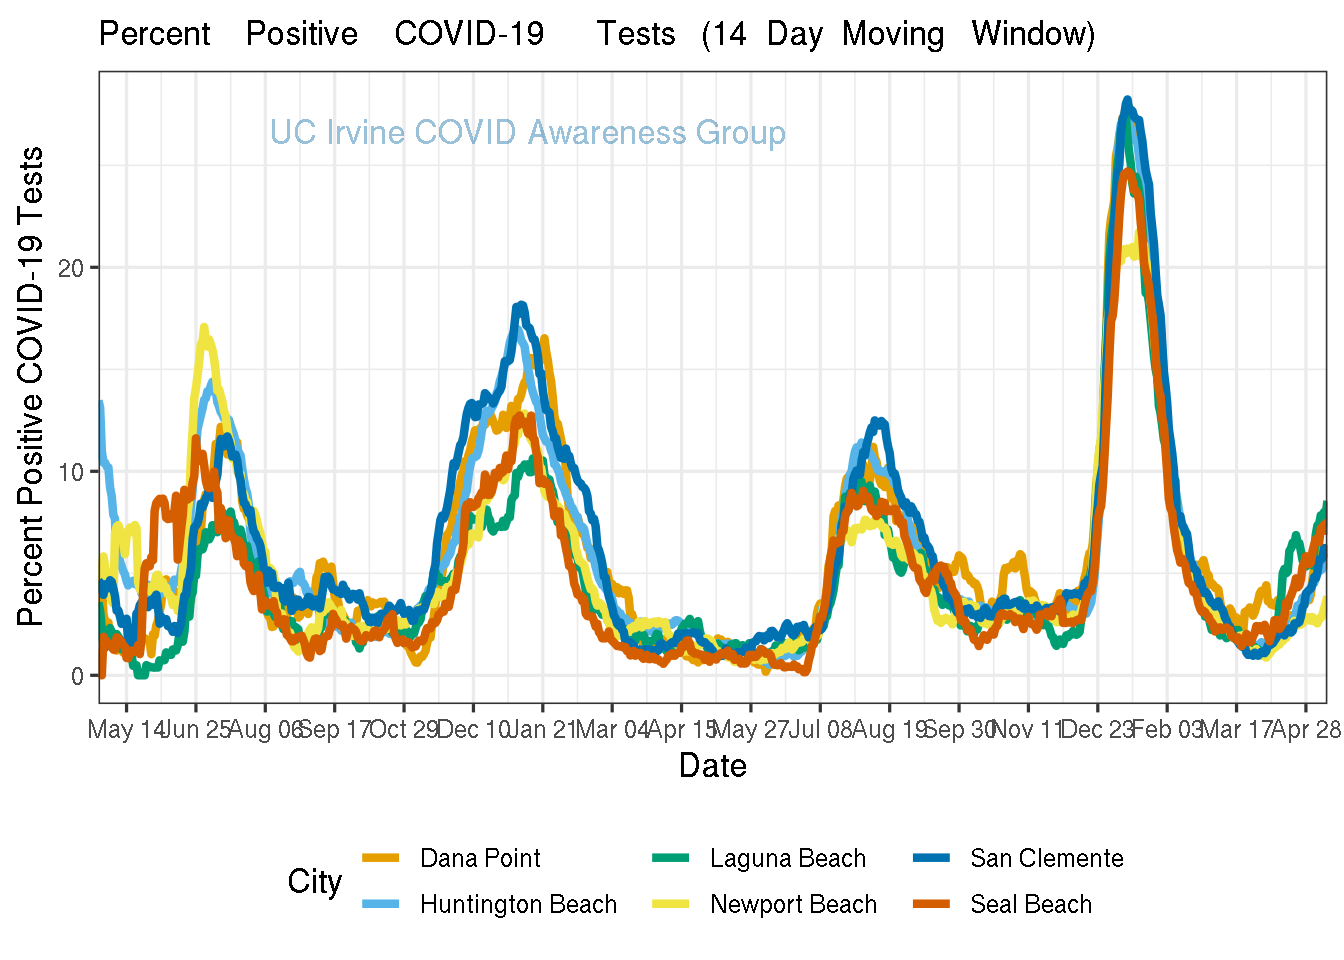 Percent Positive COVID-19 Tests (14 Day Moving Window)
UC Irvine COVID Awareness Group
Percent Positive COVID-19 Tests
20
10
0
May 14 Jun 25 Aug 06 Sep 17 Oct 29 Dec 10 Jan 21 Mar 04 Apr 15 May 27 Jul 08 Aug 19 Sep 30 Nov 11 Dec 23 Feb 03 Mar 17 Apr 28
Date
City
Dana Point Laguna Beach San Clemente
Huntington Beach Newport Beach Seal Beach